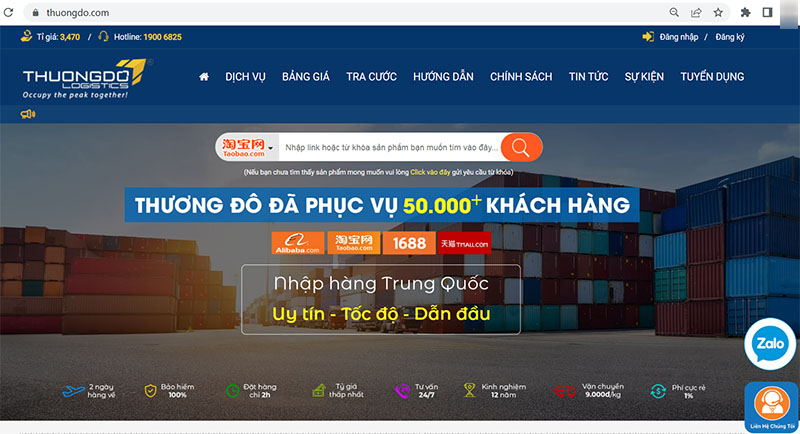 thuongdo.com
Tỉ giá: 3,470 / Hotline: 1900 6825
Đăng nhập / Đăng ký
THUONGDO
LOGISTICS
Occupy the peak together!
DỊCH VỤ BẢNG GIÁ TRA CƯỚC HƯỚNG DẪN CHÍNH SÁCH TIN TỨC SỰ KIỆN TUYỂN DỤNG
淘宝网
Taobao.com
Nhập link hoặc từ khóa sản phẩm bạn muốn tìm vào đây...
(Nếu bạn chưa tìm thấy sản phẩm mong muốn vui lòng Click vào đây gửi yêu cầu từ khóa)
THƯƠNG ĐÔ ĐÃ PHỤC VỤ 50.000+ KHÁCH HÀNG
Alibaba.com
淘宝网
Taobao.com
1688
天猫 TMALL.COM
Nhập hàng Trung Quốc
Uy tín - Tốc độ - Dẫn đầu
Zalo
2 ngày
hàng về
Bảo hiểm
100%
Đặt hàng
chỉ 2h
Tỷ giá
thấp nhất
Tư vấn
24/7
Kinh nghiệm
12 năm
Vận chuyển
9.000đ/kg
Phí cực rẻ
1%
Liên Hệ Chúng Tôi